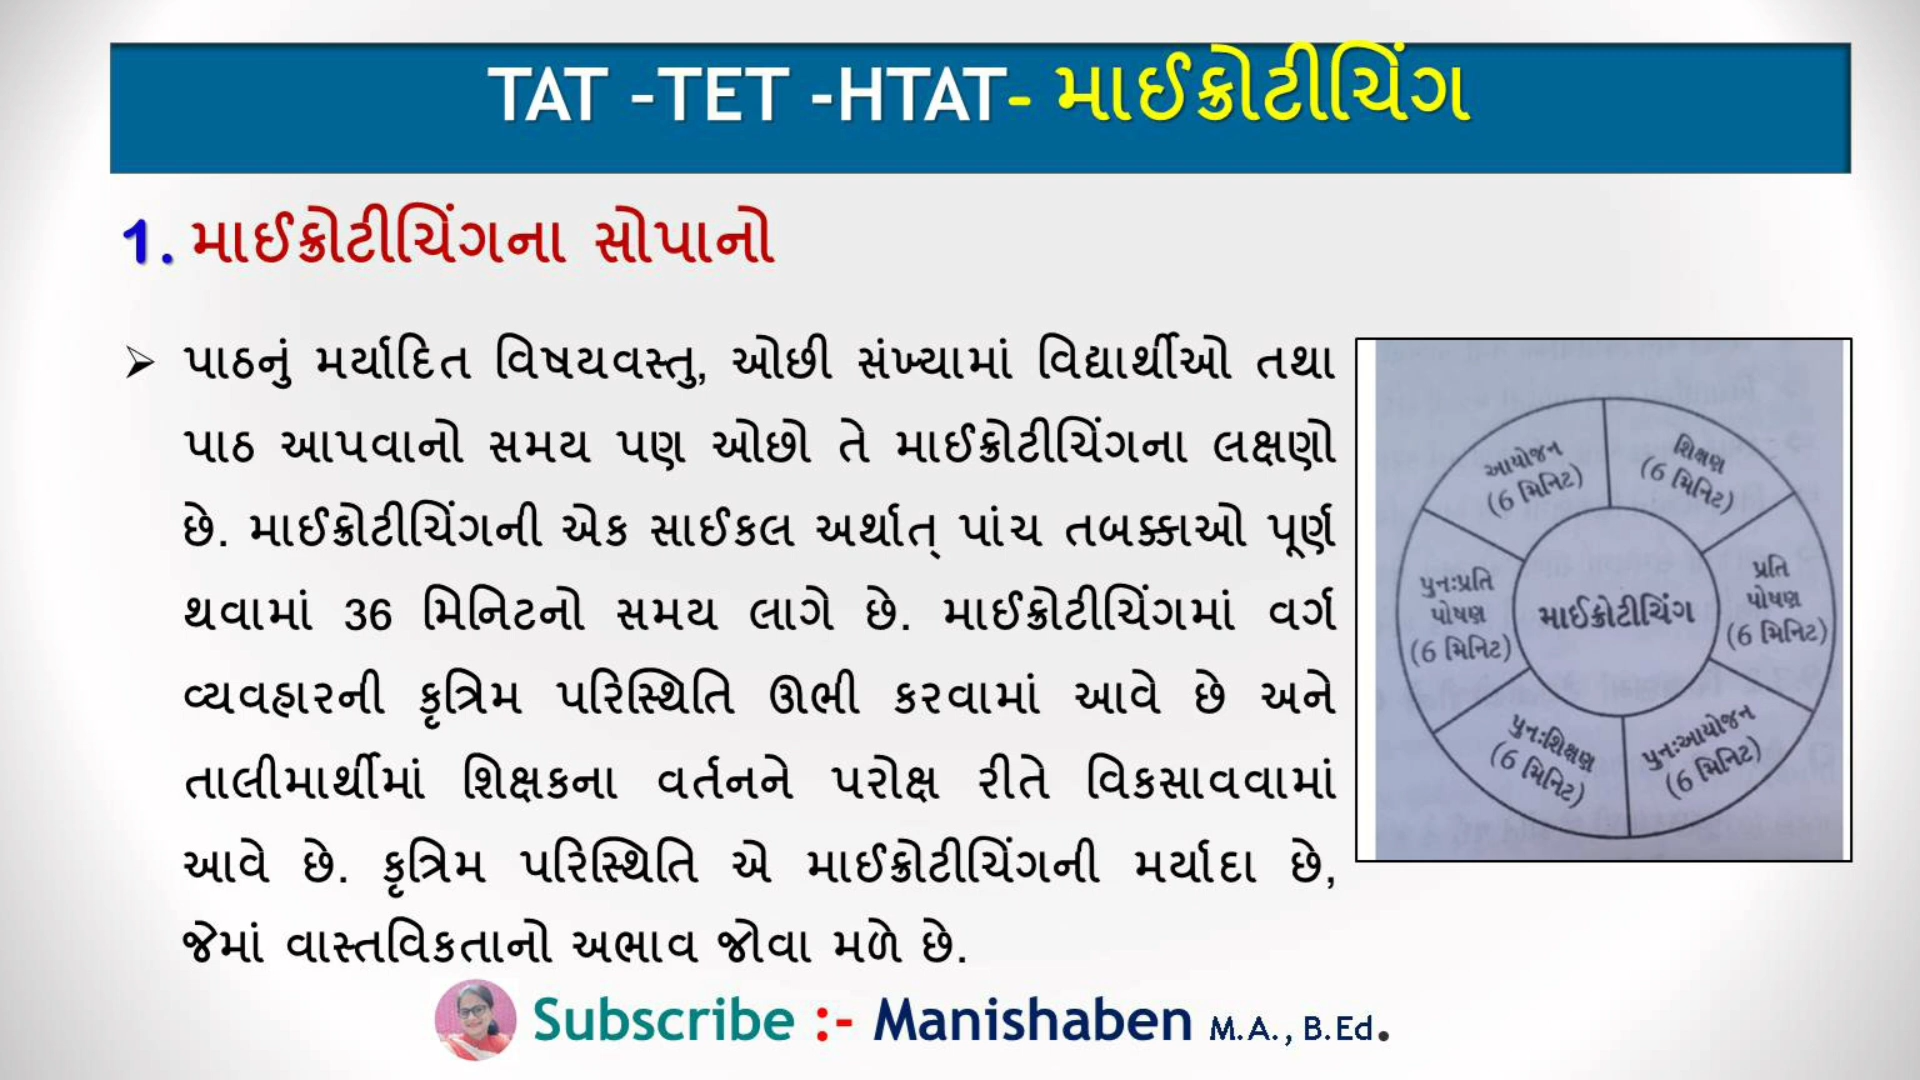 TAT -TET -HTAT- માઈક્રોટીચિંગ
1. માઈક્રોટીચિંગના સોપાનો
➢ પાઠનું મર્યાદિત વિષયવસ્તુ, ઓછી સંખ્યામાં વિદ્યાર્થીઓ તથા
પાઠ આપવાનો સમય પણ ઓછો તે માઈક્રોટીચિંગના લક્ષણો
છે. માઈક્રોટીચિંગની એક સાઈકલ અર્થાત્ પાંચ તબક્કાઓ પૂર્ણ
થવામાં 36 મિનિટનો સમય લાગે છે. માઈક્રોટીચિંગમાં વર્ગ
વ્યવહારની કૃત્રિમ પરિસ્થિતિ ઊભી કરવામાં આવે છે અને
તાલીમાર્થીમાં શિક્ષકના વર્તનને પરોક્ષ રીતે વિકસાવવામાં
આવે છે. કૃત્રિમ પરિસ્થિતિ એ માઈક્રોટીચિંગની મર્યાદા છે,
જેમાં વાસ્તવિકતાનો અભાવ જોવા મળે છે.
આયોજન
(6 મિનિટ)
શિક્ષણ
(6 મિનિટ)
પ્રતિ
પોષણ
(6 મિનિટ)
પુનઃઆયોજન
(6 મિનિટ)
પુનઃશિક્ષણ
(6 મિનિટ)
પુનઃપ્રતિ
પોષણ
(6 મિનિટ)
માઈક્રોટીચિંગ
Subscribe :- Manishaben M.A., B.Ed.